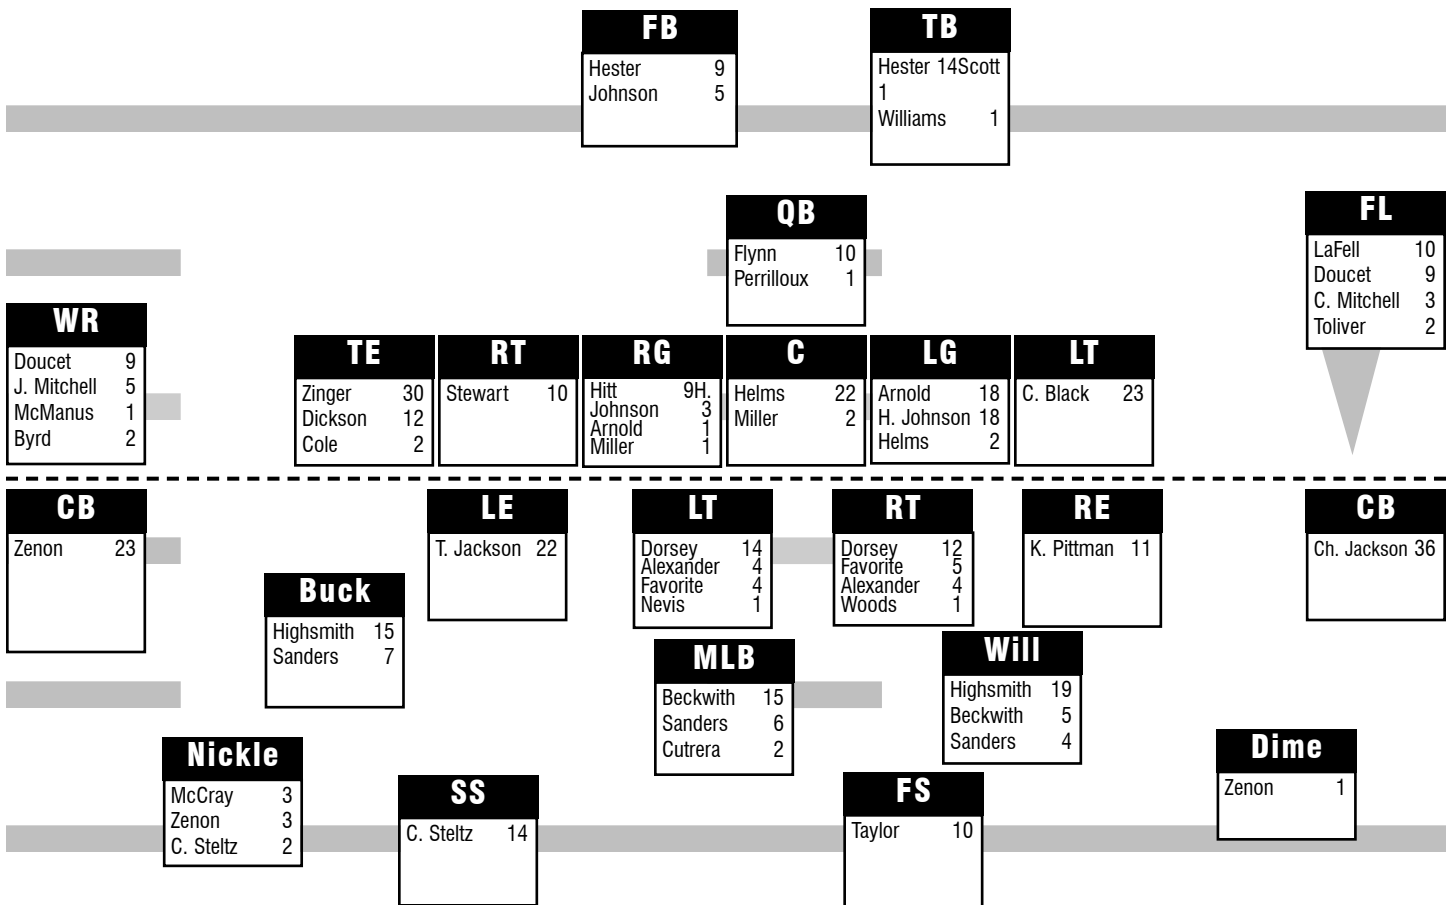 FB
Hester 9
Johnson 5
TB
Hester 14Scott
1
Williams 1
QB
Flynn 10
Perrilloux 1
FL
LaFell 10
Doucet 9
C. Mitchell 3
Toliver 2
WR
Doucet 9
J. Mitchell 5
McManus 1
Byrd 2
TE
Zinger 30
Dickson 12
Cole 2
RT
Stewart 10
RG
Hitt 9H.
Johnson 3
Arnold 1
Miller 1
C
Helms 22
Miller 2
LG
Arnold 18
H. Johnson 18
Helms 2
LT
C. Black 23
CB
Zenon 23
LE
T. Jackson 22
LT
Dorsey 14
Alexander 4
Favorite 4
Nevis 1
RT
Dorsey 12
Favorite 5
Alexander 4
Woods 1
RE
K. Pittman 11
CB
Ch. Jackson 36
Buck
Highsmith 15
Sanders 7
MLB
Beckwith 15
Sanders 6
Cutrera 2
Will
Highsmith 19
Beckwith 5
Sanders 4
Nickle
McCray 3
Zenon 3
C. Steltz 2
SS
C. Steltz 14
FS
Taylor 10
Dime
Zenon 1